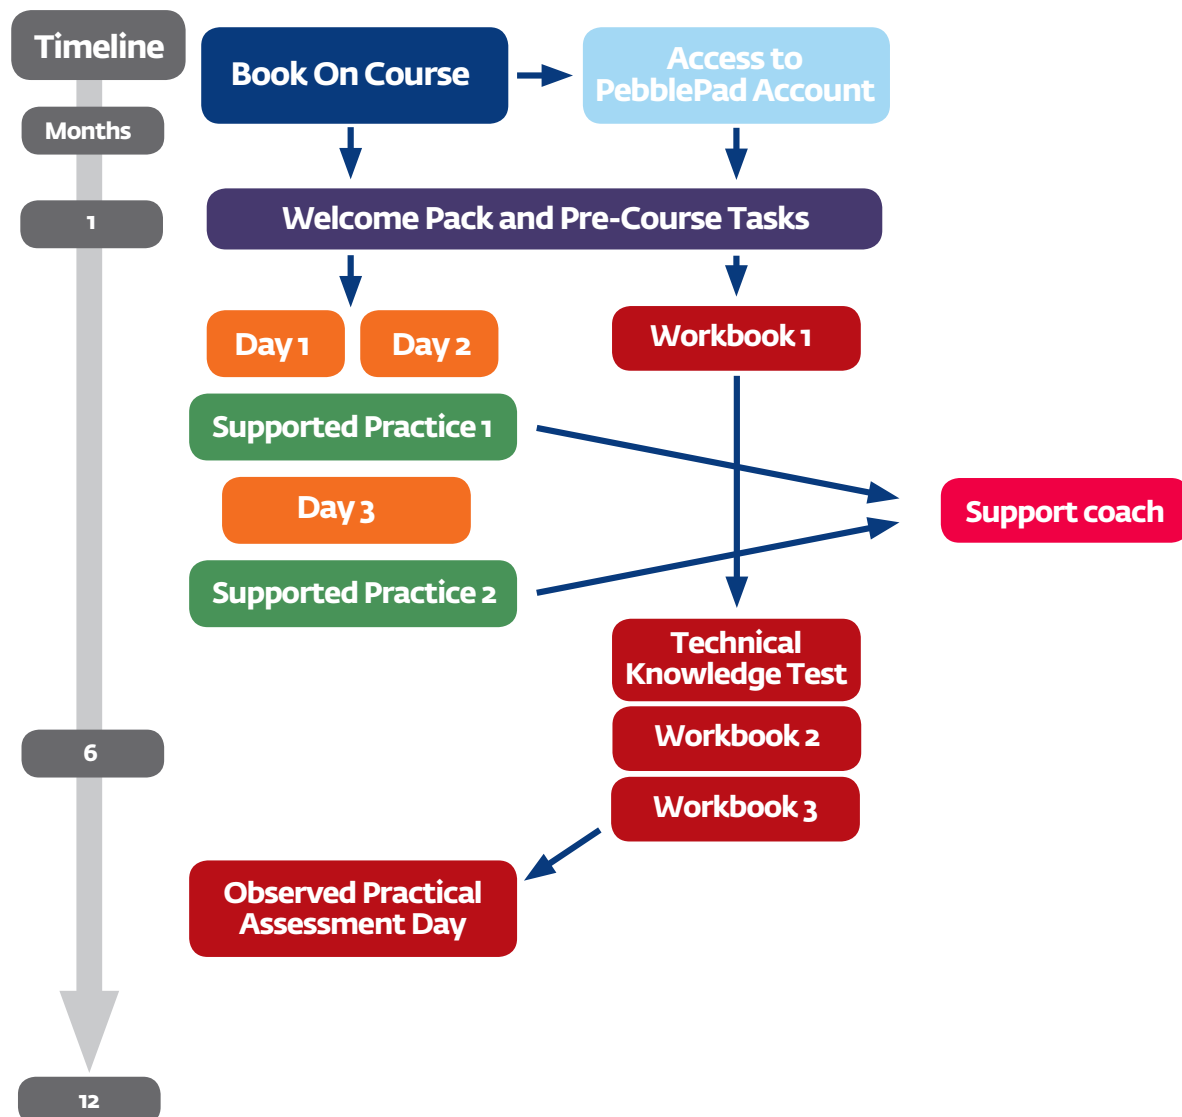 Timeline
Months
1
6
12
Book On Course
Access to
PebblePad Account
Welcome Pack and Pre-Course Tasks
Day 1
Day 2
Workbook 1
Supported Practice 1
Day 3
Support coach
Supported Practice 2
Technical
Knowledge Test
Workbook 2
Workbook 3
Observed Practical
Assessment Day